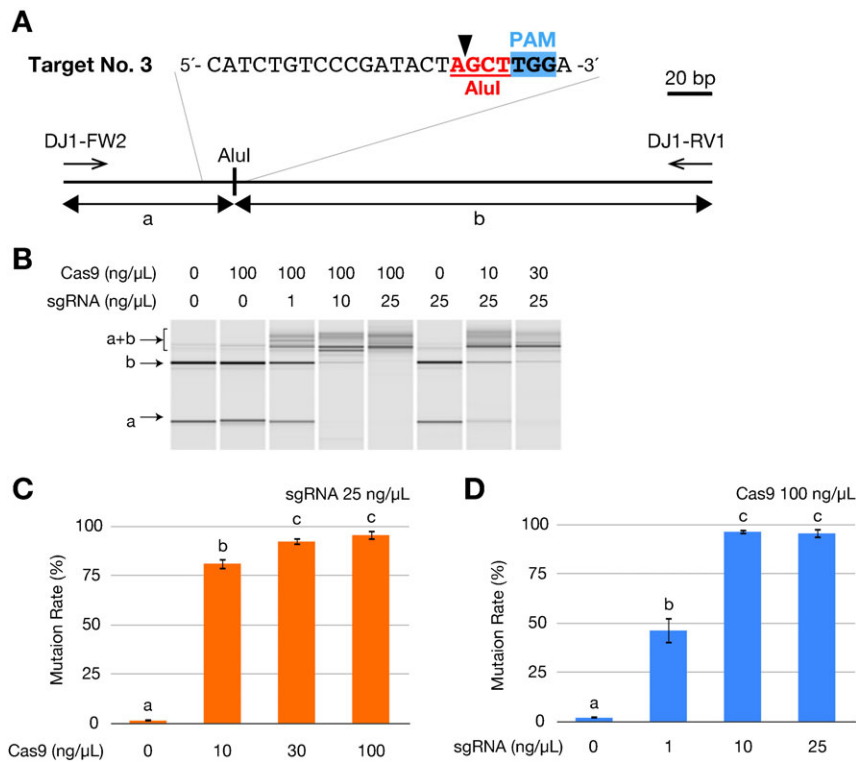 A
PAM
Target No. 3 5´- CATCTGTCCCGATACTAGCTTGGA -3´
AluI
20 bp
DJ1-FW2 AluI DJ1-RV1
a b
B
Cas9 (ng/µL) 0 100 100 100 100 0 10 30
sgRNA (ng/µL) 0 0 1 10 25 25 25 25
a+b
b
a
C
sgRNA 25 ng/µL
Mutaion Rate (%)
100
75
50
25
0
a b c c
Cas9 (ng/µL) 0 10 30 100
D
Cas9 100 ng/µL
Mutaion Rate (%)
100
75
50
25
0
a b c c
sgRNA (ng/µL) 0 1 10 25